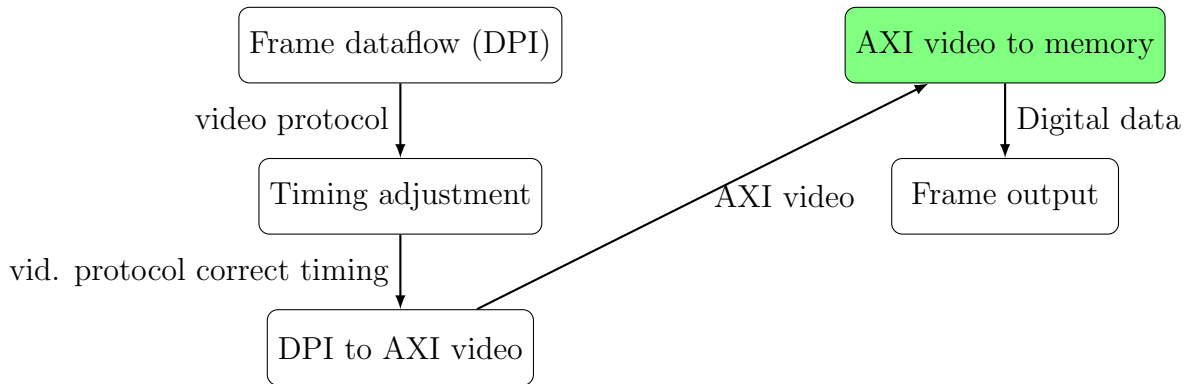 Frame dataflow (DPI)
video protocol
Timing adjustment
vid. protocol correct timing
DPI to AXI video
AXI video
AXI video to memory
Digital data
Frame output